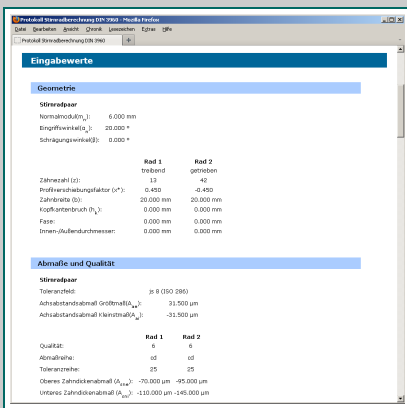 Protokoll Stirnradberechnung DIN 3960 - Mozilla Firefox
Datei Bearbeiten Ansicht Chronik Lesezeichen Extras Hilfe
Protokoll Stirnradberechnung DIN 3960 +
Eingabewerte
Geometrie
Stirnradpaar
Normalmodul(mn): 6.000 mm
Eingriffswinkel(αn): 20.000 °
Schrägungswinkel(β): 0.000 °
Rad 1 Rad 2
treibend getrieben
Zähnezahl (z): 13 42
Profilverschiebungsfaktor (x*): 0.450 -0.450
Zahnbreite (b): 20.000 mm 20.000 mm
Kopfkantenbruch (hk): 0.000 mm 0.000 mm
Fase: 0.000 mm 0.000 mm
Innen-/Außendurchmesser: 0.000 mm 0.000 mm
Abmaße und Qualität
Stirnradpaar
Toleranzfeld: js 8 (ISO 286)
Achsabstandsabmaß Größtmaß(Aae): 31.500 µm
Achsabstandsabmaß Kleinstmaß(Aai): -31.500 µm
Rad 1 Rad 2
Qualität: 6 6
Abmaßreihe: cd cd
Toleranzreihe: 25 25
Oberes Zahndickenabmaß (Asne): -70.000 µm -95.000 µm
Unteres Zahndickenabmaß (Asni): -110.000 µm -145.000 µm